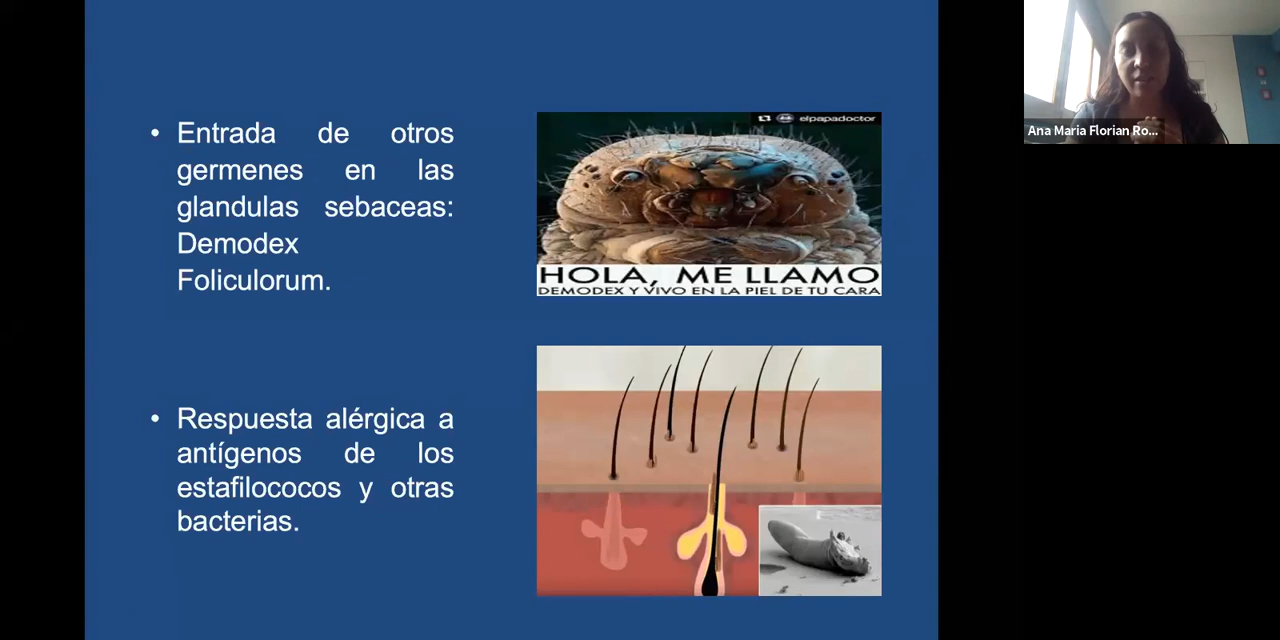 • Entrada de otros
germenes en las
glandulas sebaceas:
Demodex
Foliculorum.
elpapadoctor
HOLA, ME LLAMO
DEMODEX Y VIVO EN LA PIEL DE TU CARA
• Respuesta alérgica a
antígenos de los
estafilococos y otras
bacterias.
Ana Maria Florian Ro...